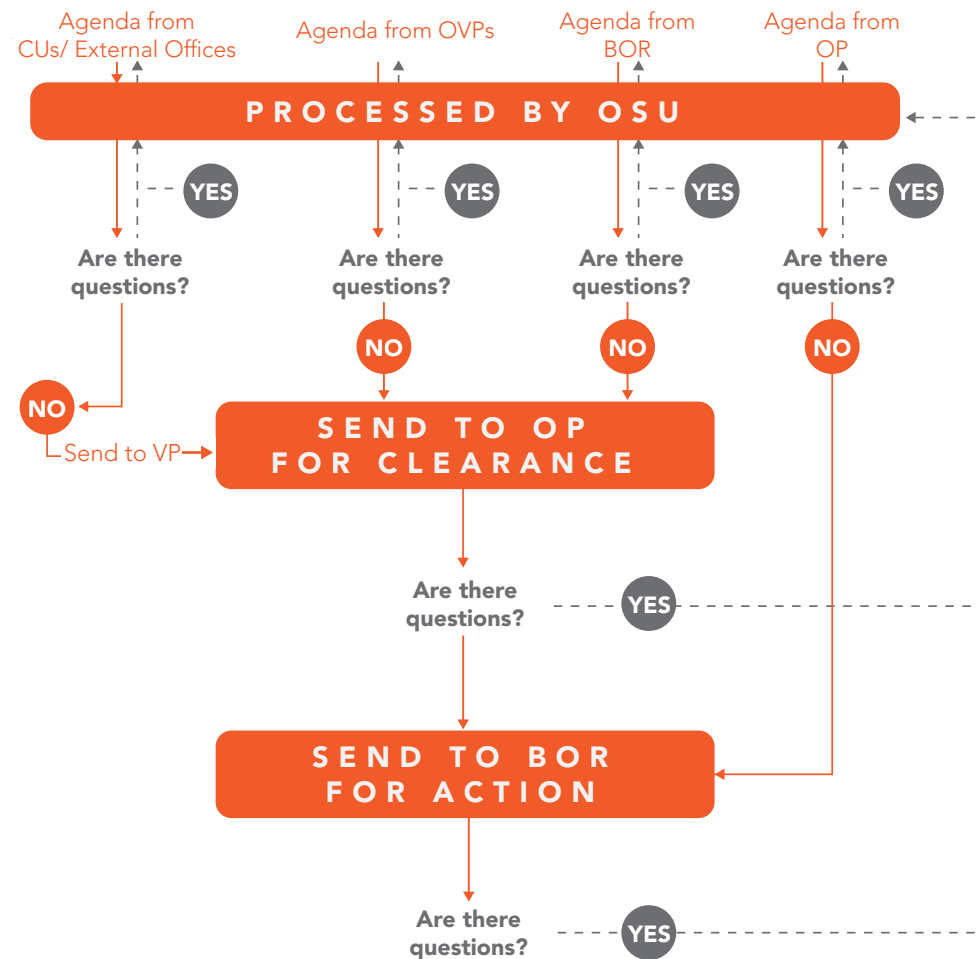 Agenda from
CUs/ External Offices
Agenda from OVPs
Agenda from
BOR
Agenda from
OP
PROCESSED BY OSU
YES
YES
YES
YES
Are there
questions?
Are there
questions?
Are there
questions?
Are there
questions?
NO
NO
NO
NO
Send to VP
SEND TO OP
FOR CLEARANCE
Are there
questions?
YES
SEND TO BOR
FOR ACTION
Are there
questions?
YES